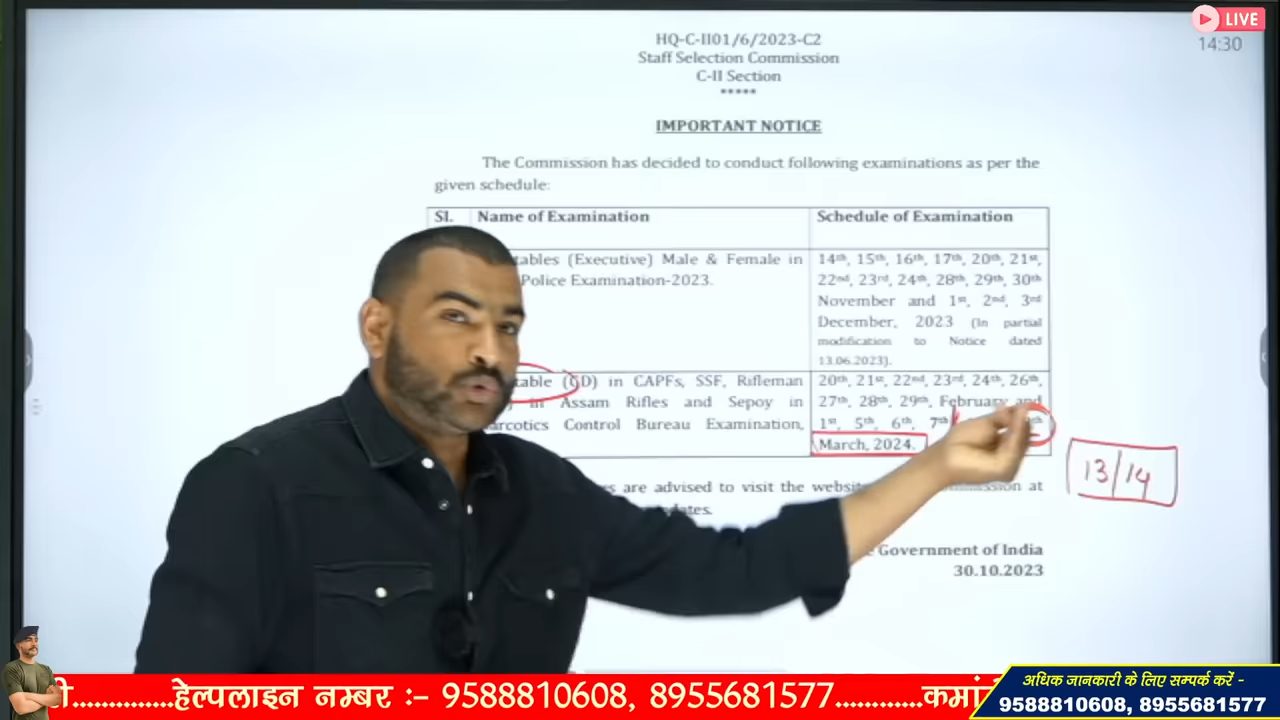 LIVE
14:30
HQ-C-II01/6/2023-C2
Staff Selection Commission
C-II Section
*****
IMPORTANT NOTICE
The Commission has decided to conduct following examinations as per the
given schedule:
Sl. Name of Examination Schedule of Examination
tables (Executive) Male & Female in 14th, 15th, 16th, 17th, 20th, 21st,
Police Examination-2023. 22nd, 23rd, 24th, 28th, 29th, 30th
November and 1st, 2nd, 3rd
December, 2023 (In partial
modification to Notice dated
13.06.2023).
table (GD) in CAPFs, SSF, Rifleman 20th, 21st, 22nd, 23rd, 24th, 26th,
in Assam Rifles and Sepoy in 27th, 28th, 29th, February and
arcotics Control Bureau Examination, 1st, 5th, 6th, 7th
March, 2024.
13/14
es are advised to visit the website mission at
dates.
e Government of India
30.10.2023
ी..............हेल्पलाइन नम्बर ः– 9588810608, 8955681577............कमां
अधिक जानकारी के लिए सम्पर्क करें -
9588810608, 8955681577